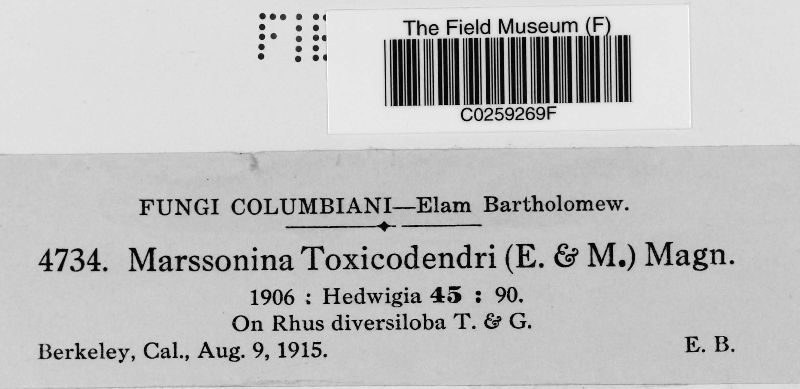 The Field Museum (F)
C0259269F
FUNGI COLUMBIANI—Elam Bartholomew.
4734. Marssonina Toxicodendri (E. & M.) Magn.
1906 : Hedwigia 45 : 90.
On Rhus diversiloba T. & G.
Berkeley, Cal., Aug. 9, 1915. E. B.